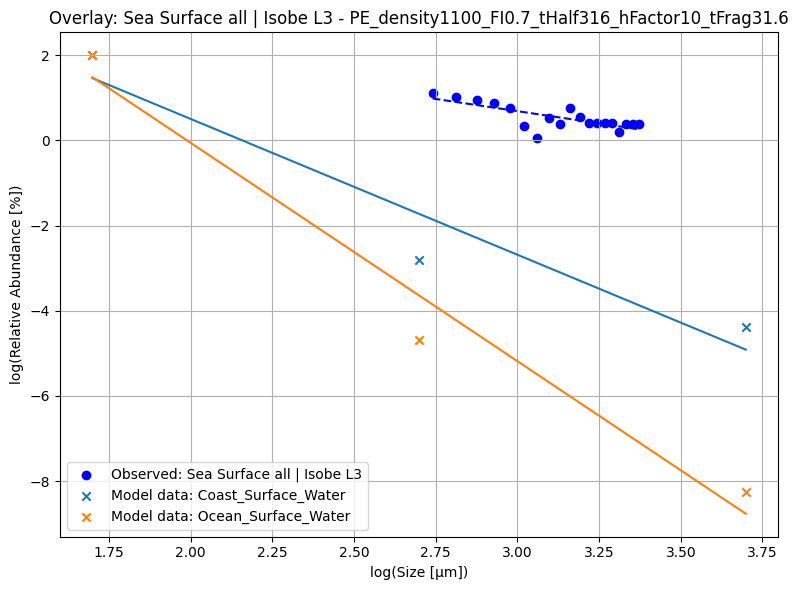 Overlay: Sea Surface all | Isobe L3 - PE_density1100_FI0.7_tHalf316_hFactor10_tFrag31.6
log(Relative Abundance [%])
2
0
−2
−4
−6
−8
Observed: Sea Surface all | Isobe L3
Model data: Coast_Surface_Water
Model data: Ocean_Surface_Water
1.75 2.00 2.25 2.50 2.75 3.00 3.25 3.50 3.75
log(Size [μm])